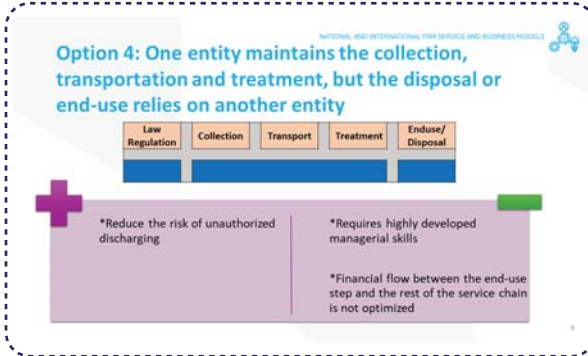 NATIONAL AND INTERNATIONAL FSM SERVICE AND BUSINESS MODELS
Option 4: One entity maintains the collection,
transportation and treatment, but the disposal or
end-use relies on another entity
Law
Regulation
Collection
Transport
Treatment
Enduse/
Disposal
*Reduce the risk of unauthorized
discharging
*Requires highly developed
managerial skills
*Financial flow between the end-use
step and the rest of the service chain
is not optimized